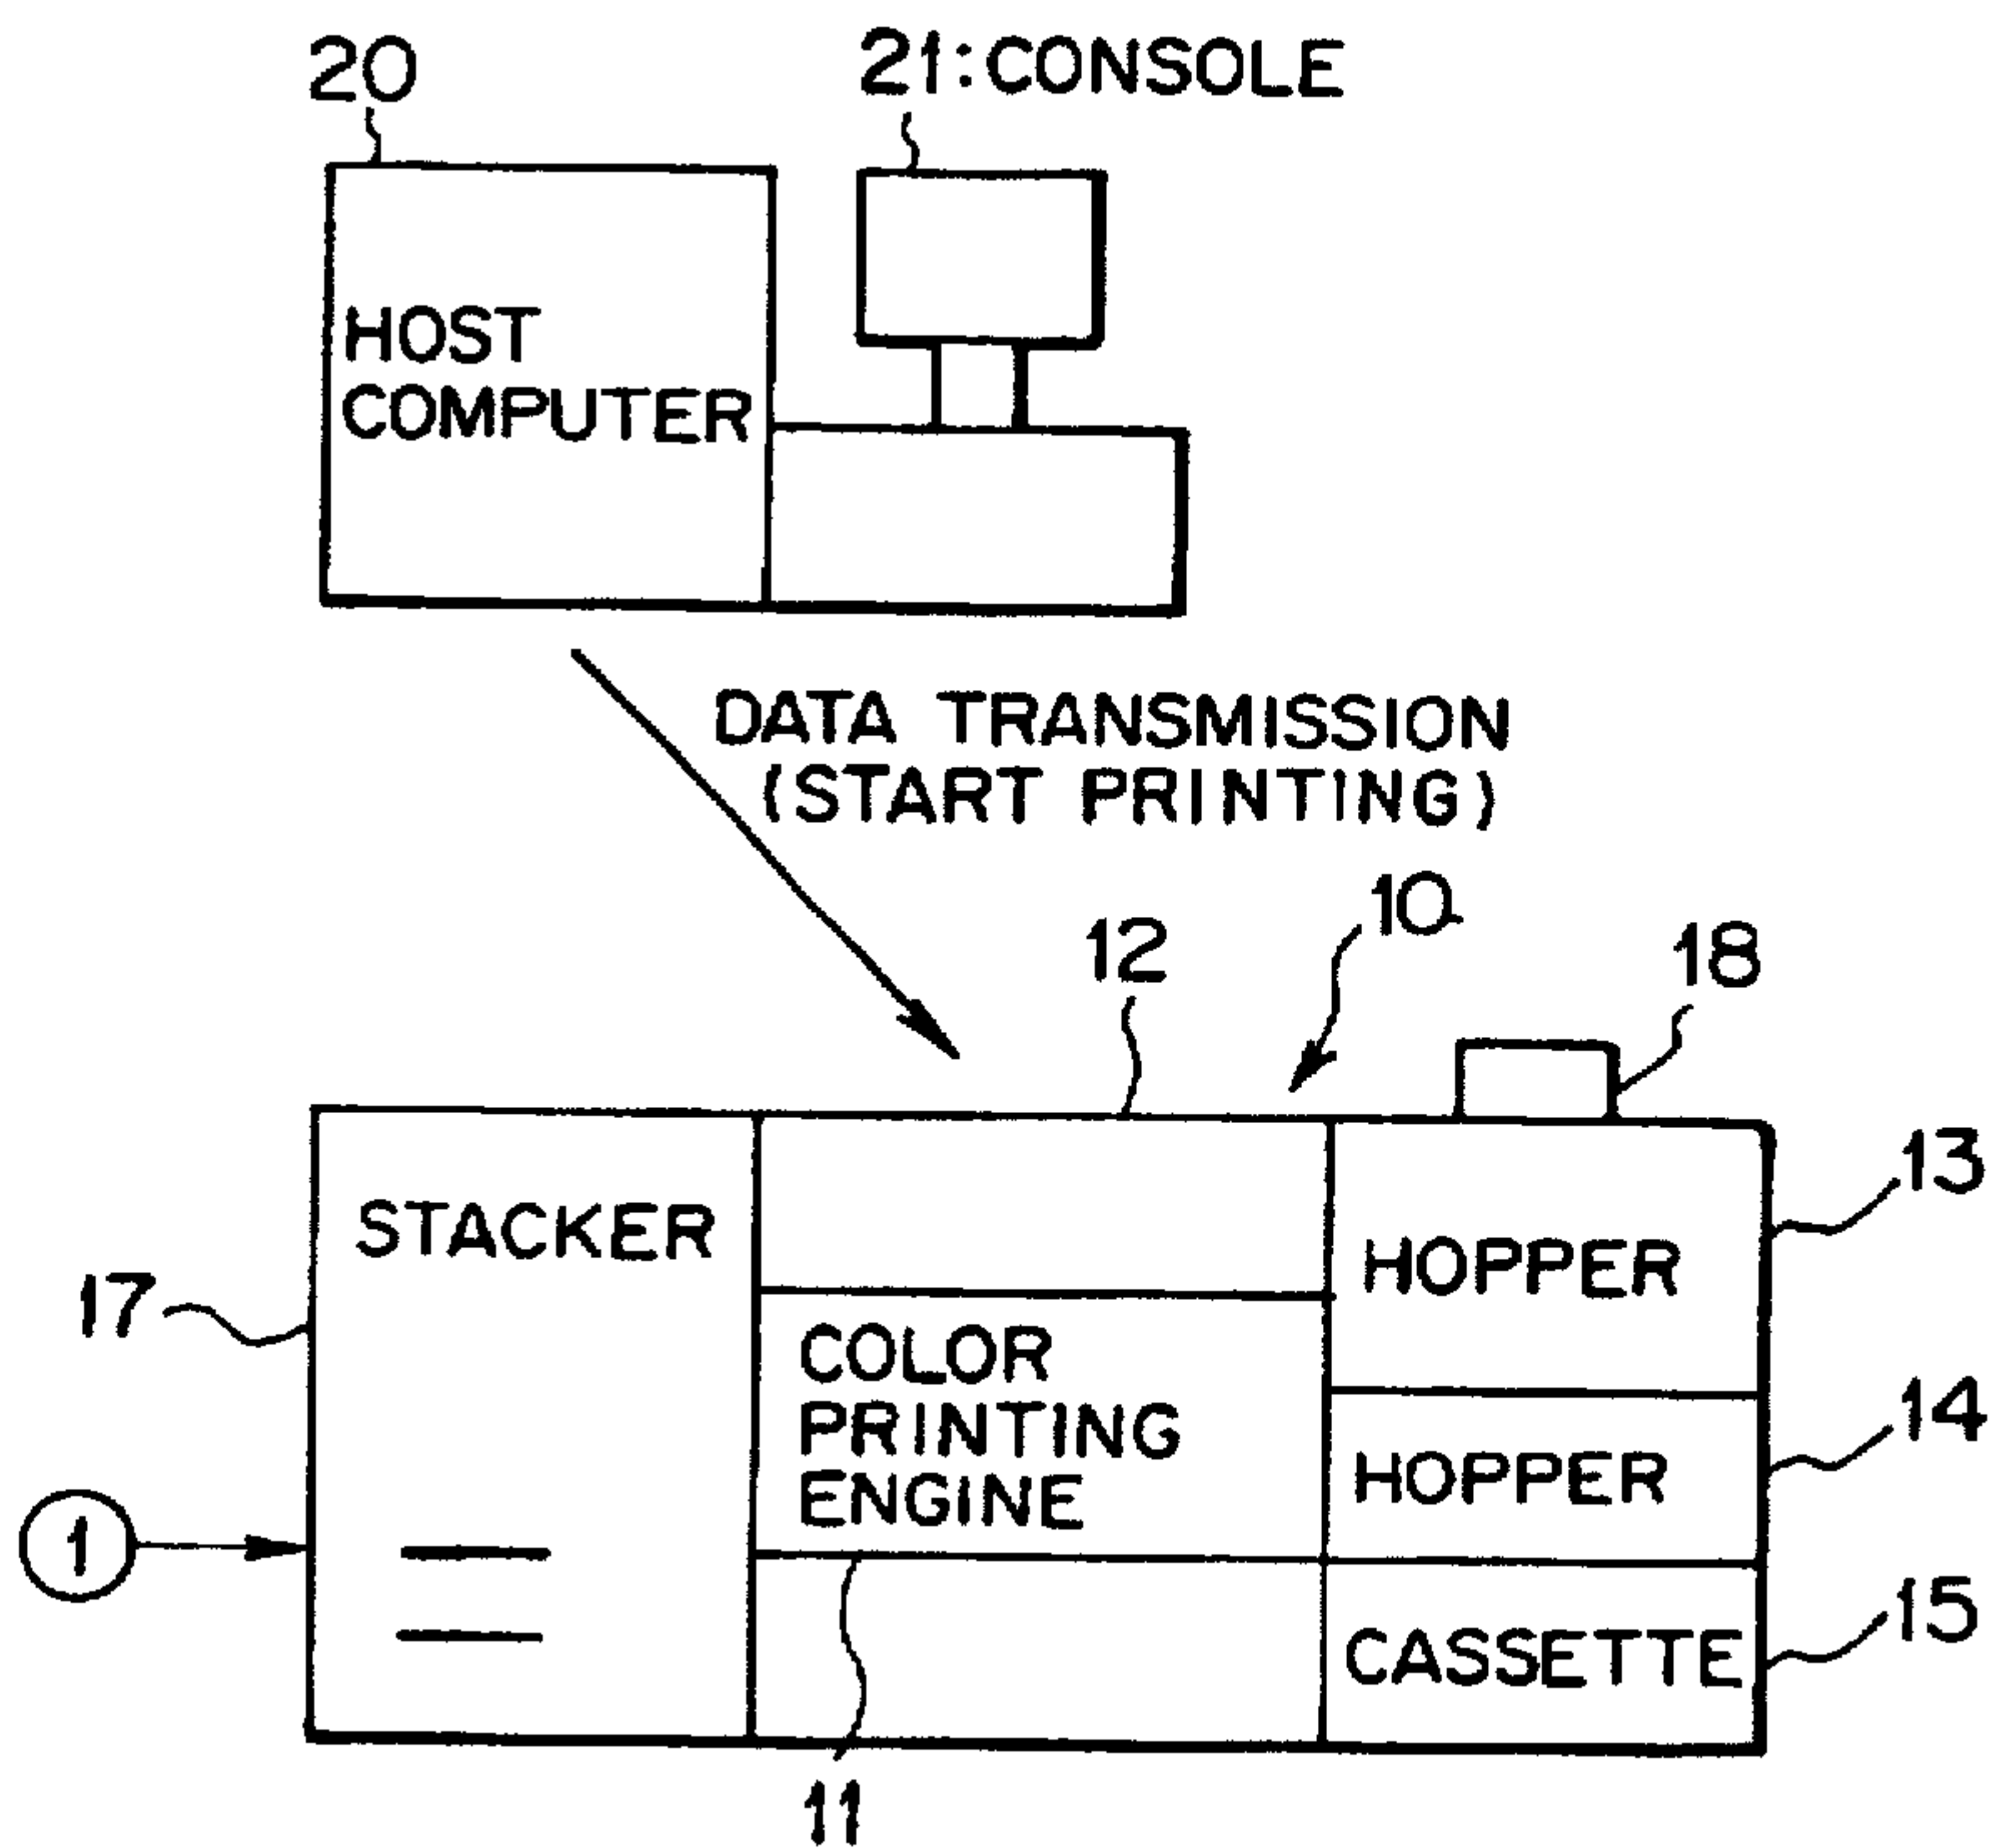 20
21:CONSOLE
HOST
COMPUTER
DATA TRANSMISSION
(START PRINTING)
10
12
18
13
STACKER
HOPPER
17
COLOR
PRINTING
ENGINE
14
HOPPER
1
15
CASSETTE
11